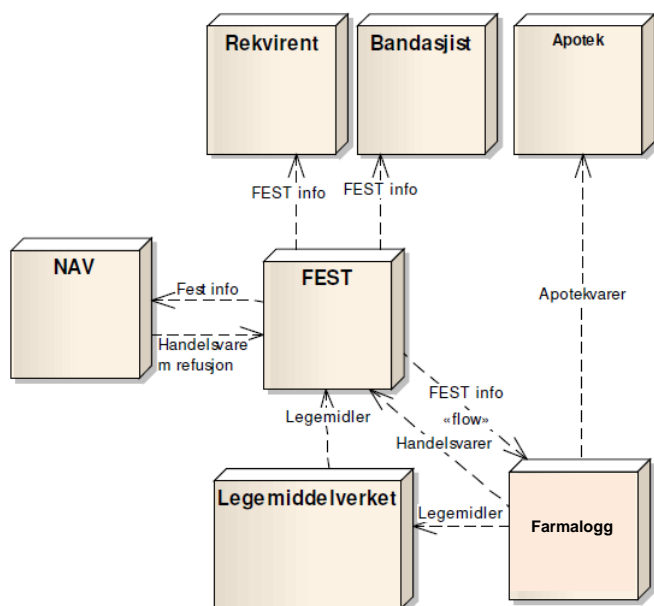 Rekvirent
Bandasjist
Apotek
FEST info
FEST info
NAV
FEST
Fest info
Apotekvarer
Handelsvare
m refusjon
FEST info
«flow»
Legemidler
Handelsvarer
Legemiddelverket
Legemidler
Farmalogg